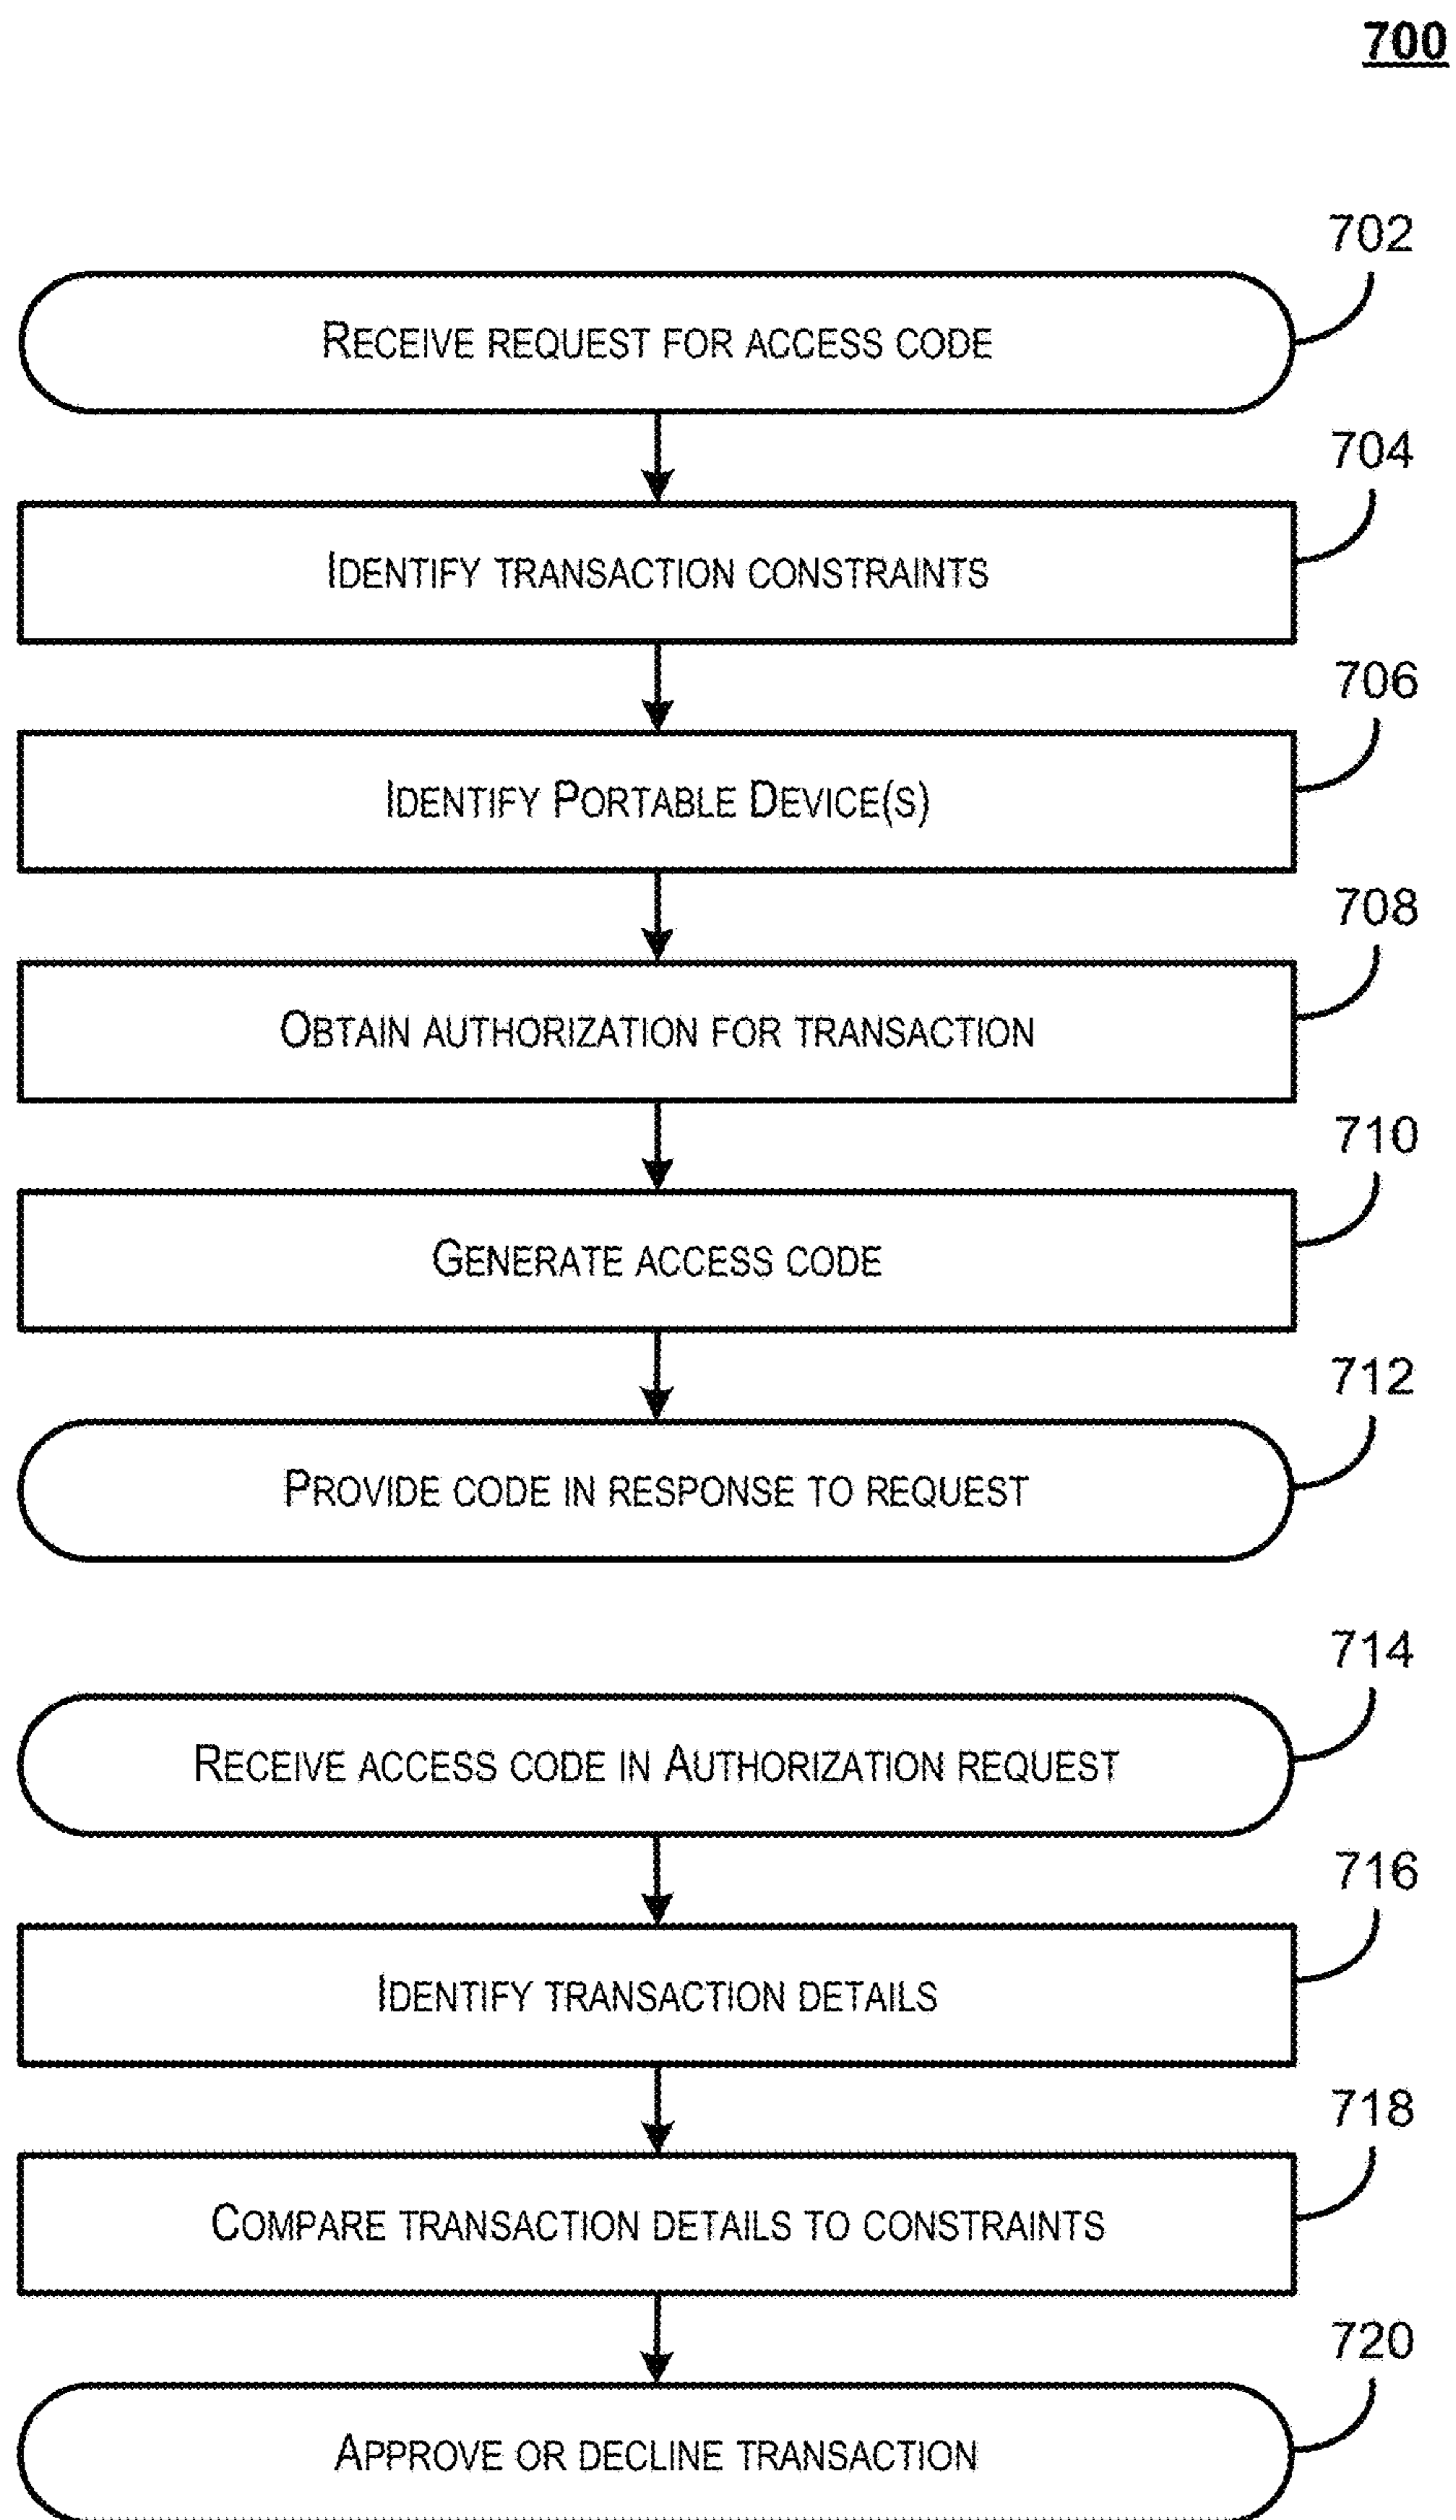 700
702
RECEIVE REQUEST FOR ACCESS CODE
704
IDENTIFY TRANSACTION CONSTRAINTS
706
IDENTIFY PORTABLE DEVICE(S)
708
OBTAIN AUTHORIZATION FOR TRANSACTION
710
GENERATE ACCESS CODE
712
PROVIDE CODE IN RESPONSE TO REQUEST
714
RECEIVE ACCESS CODE IN AUTHORIZATION REQUEST
716
IDENTIFY TRANSACTION DETAILS
718
COMPARE TRANSACTION DETAILS TO CONSTRAINTS
720
APPROVE OR DECLINE TRANSACTION